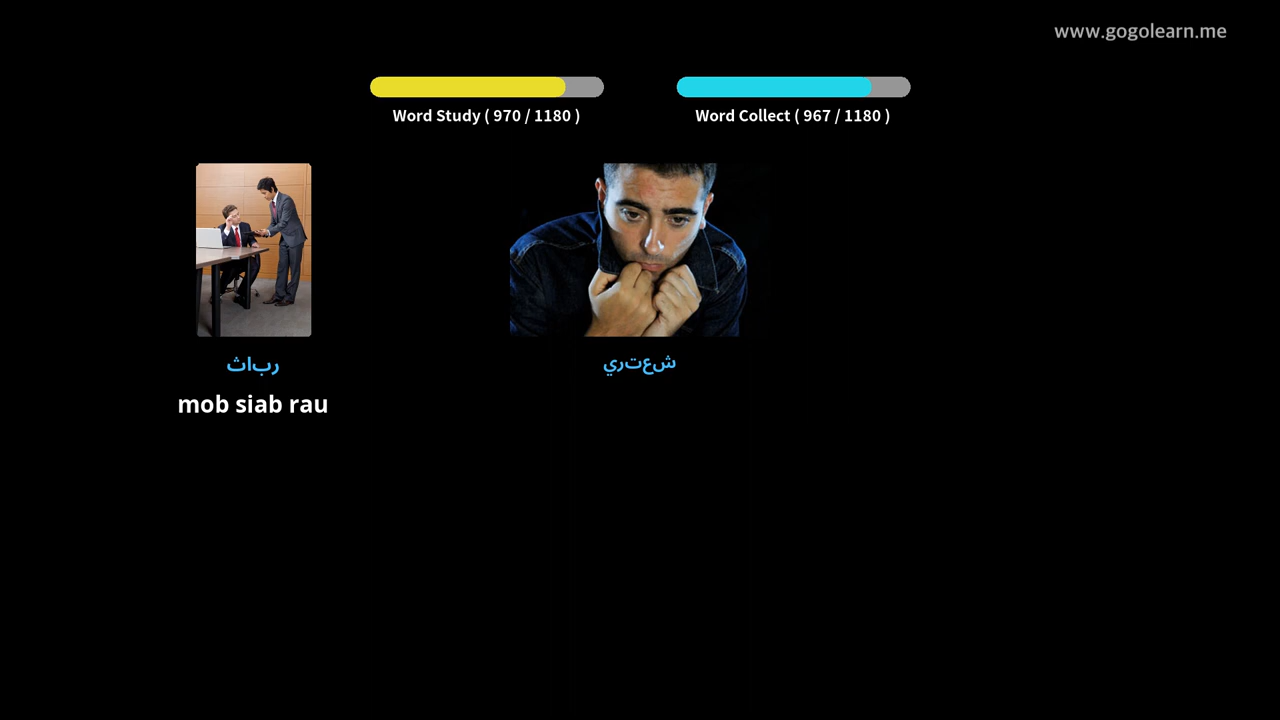 www.gogolearn.me
Word Study ( 970 / 1180 )
Word Collect ( 967 / 1180 )
رباث
شعتري
mob siab rau